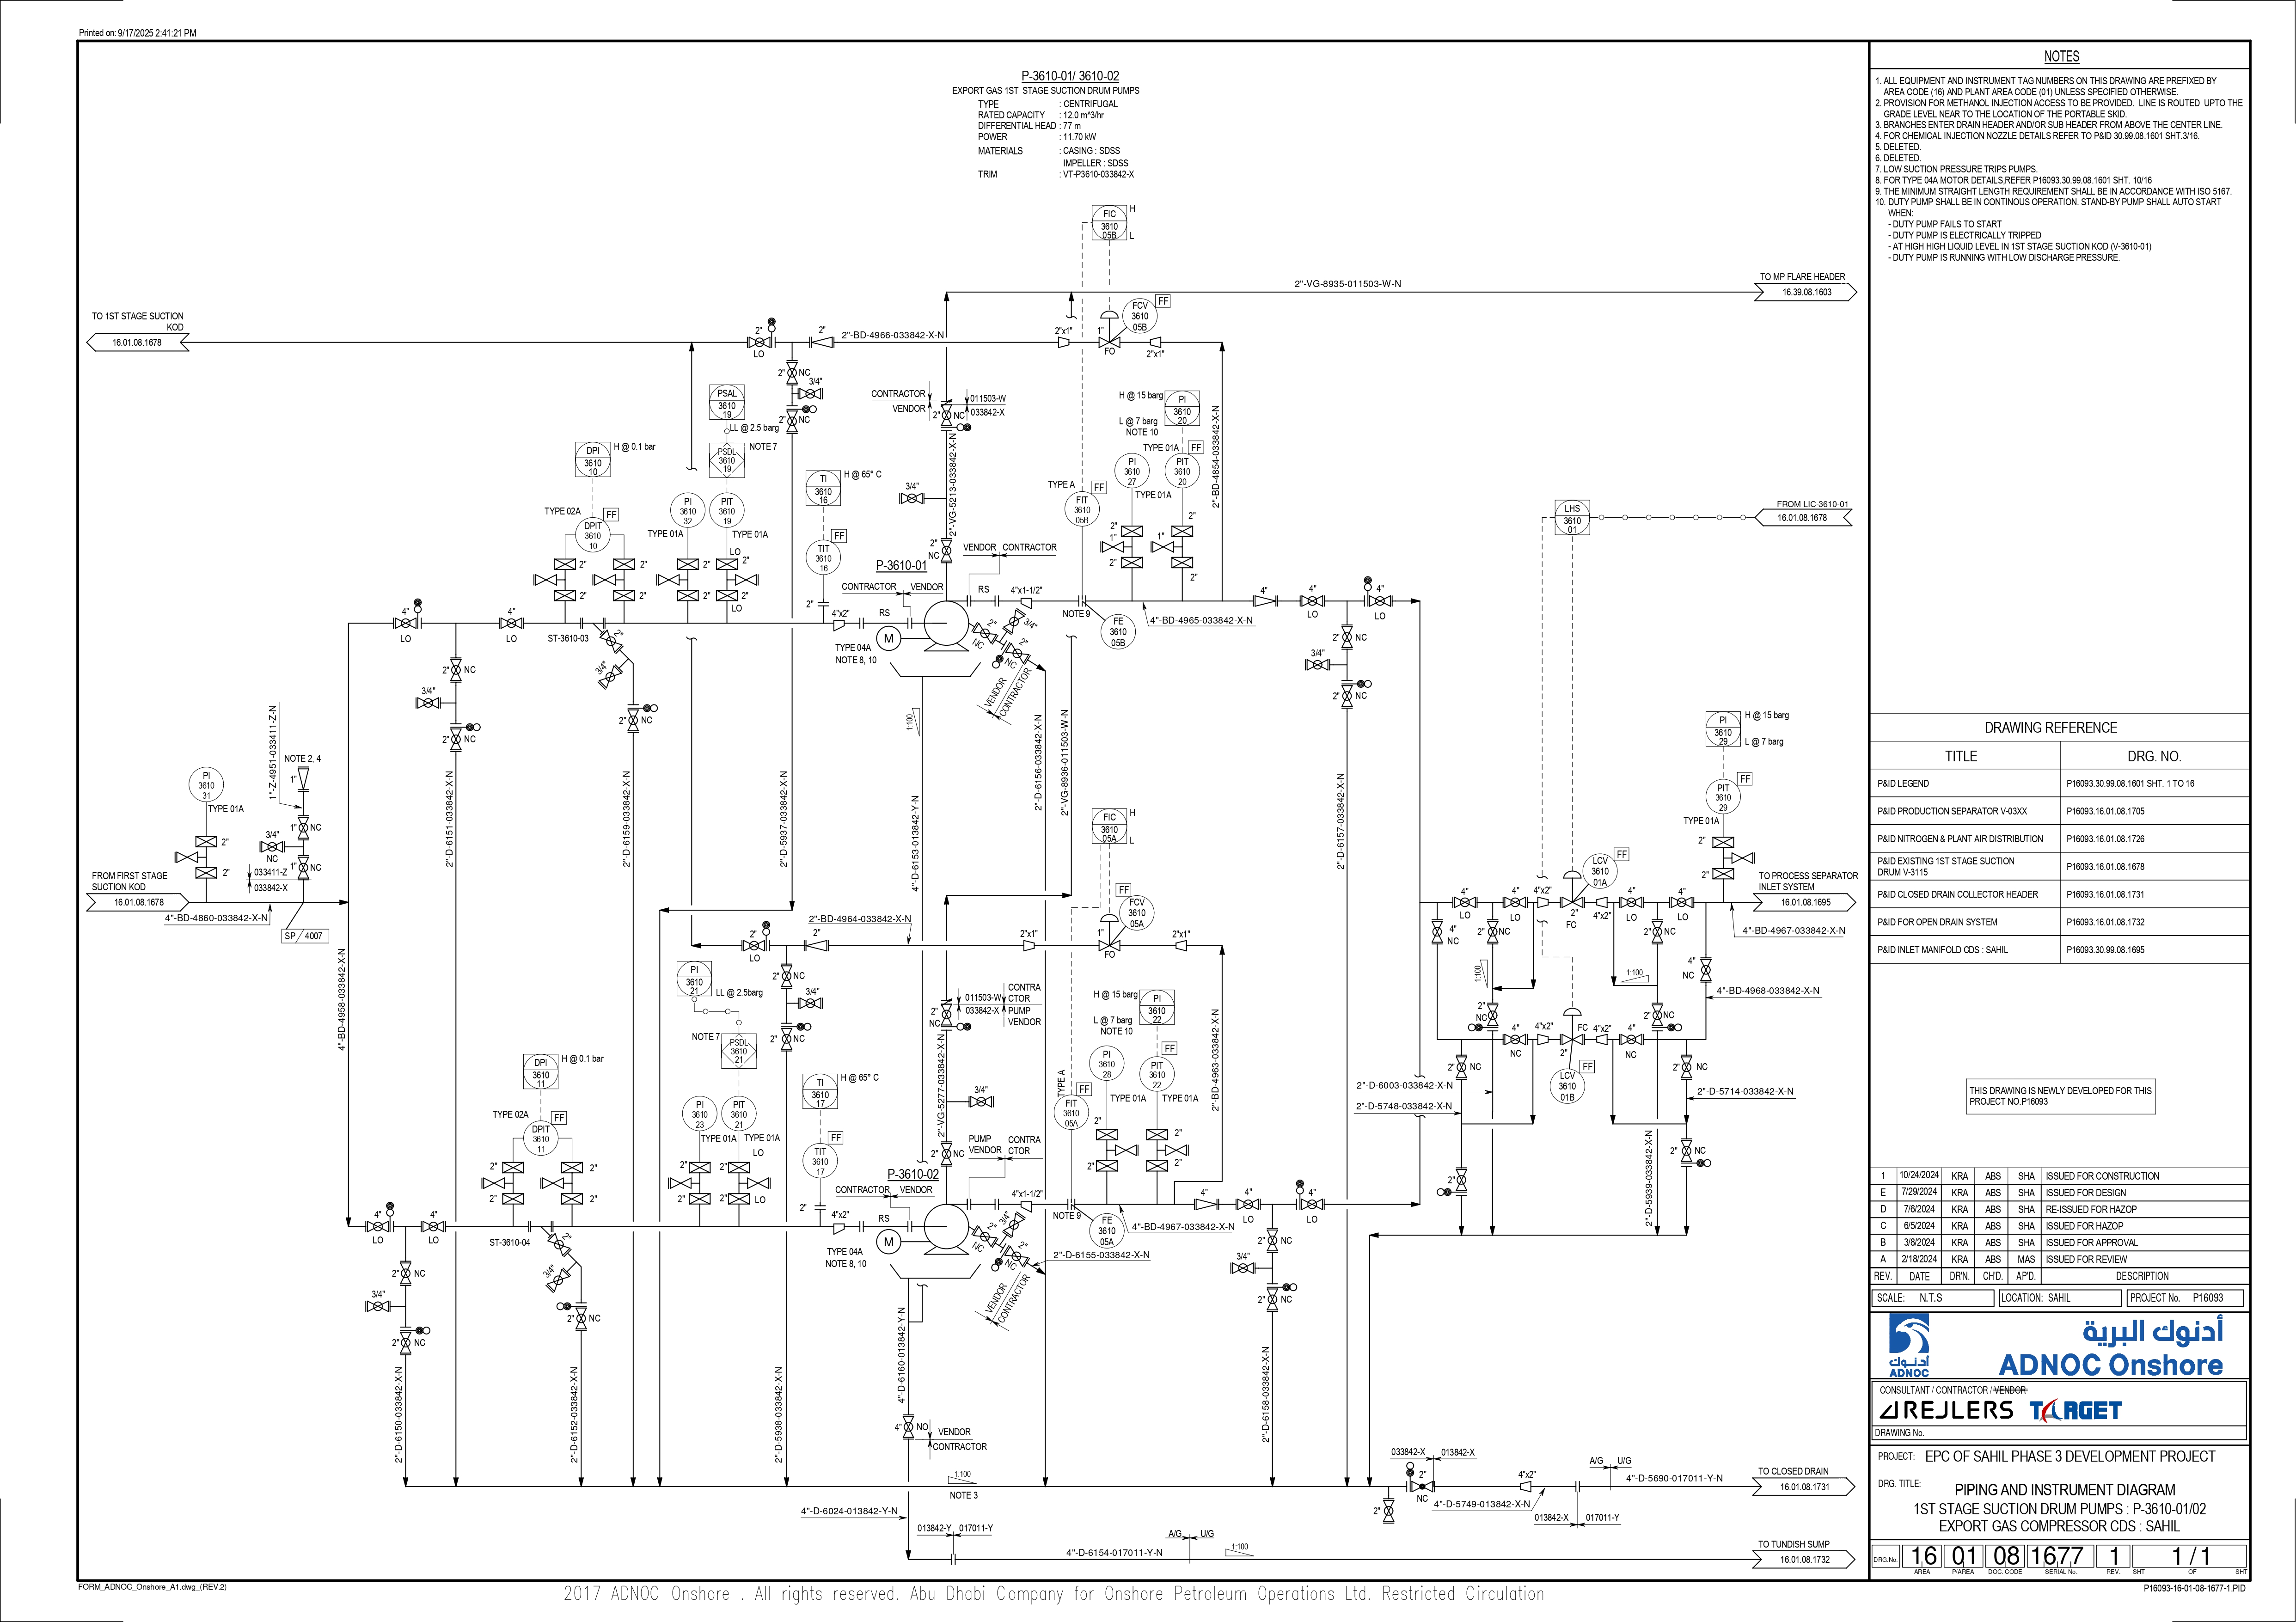 Printed on: 9/17/2025 2:41:21 PM
P-3610-01/ 3610-02
EXPORT GAS 1ST STAGE SUCTION DRUM PUMPS
TYPE : CENTRIFUGAL
RATED CAPACITY : 12.0 m^3/hr
DIFFERENTIAL HEAD : 77 m
POWER : 11.70 kW
MATERIALS : CASING : SDSS
IMPELLER : SDSS
TRIM : VT-P3610-033842-X
FIC
3610
05B
H
L
2"-VG-8935-011503-W-N
TO MP FLARE HEADER
16.39.08.1603
TO 1ST STAGE SUCTION
KOD
16.01.08.1678
2"
LO
2"
2"-BD-4966-033842-X-N
2"x1"
1"
FO
2"x1"
FCV
3610
05B
FF
2" NC
3/4"
2" NC
PSAL
3610
19
LL @ 2.5 barg
PSDL
3610
19
NOTE 7
CONTRACTOR
VENDOR
2" NC
011503-W
033842-X
H @ 15 barg
L @ 7 barg
NOTE 10
PI
3610
20
TYPE 01A
FF
PI
3610
27
PIT
3610
20
TYPE 01A
2"-BD-4854-033842-X-N
DPI
3610
10
H @ 0.1 bar
TYPE 02A
FF
DPIT
3610
10
PI
3610
32
TYPE 01A
PIT
3610
19
TYPE 01A
LO
TI
3610
16
H @ 65° C
TIT
3610
16
FF
3/4"
2"-VG-5213-033842-X-N
2"
NC
TYPE A
FF
FIT
3610
05B
2"
1"
2"
2"
1"
2"
LHS
3610
01
FROM LIC-3610-01
16.01.08.1678
VENDOR CONTRACTOR
P-3610-01
CONTRACTOR VENDOR
RS
4"x1-1/2"
2"
2"
2"
2"
2"
2"
2"
2"
LO
4"
LO
4"
LO
ST-3610-03
2"
3/4"
2"
4"x2"
RS
M
TYPE 04A
NOTE 8, 10
2"
NC
3/4"
2"
NC
VENDOR
CONTRACTOR
NOTE 9
FE
3610
05B
4"-BD-4965-033842-X-N
4"
4"
LO
4"
LO
2" NC
3/4"
2" NC
2" NC
3/4"
2" NC
2" NC
1:100
1"-Z-4951-033411-Z-N
NOTE 2, 4
1"
1" NC
3/4"
NC
1" NC
033411-Z
033842-X
PI
3610
31
TYPE 01A
2"
2"
FROM FIRST STAGE
SUCTION KOD
16.01.08.1678
4"-BD-4860-033842-X-N
SP / 4007
4"-BD-4958-033842-X-N
2"-D-6151-033842-X-N
2"-D-6159-033842-X-N
2"-D-5937-033842-X-N
4"-D-6153-013842-Y-N
2"-D-6156-033842-X-N
2"-VG-8936-011503-W-N
2"-D-6157-033842-X-N
FIC
3610
05A
H
L
FF
FCV
3610
05A
2"
LO
2"
2"-BD-4964-033842-X-N
2"x1"
1"
FO
2"x1"
PI
3610
21
LL @ 2.5barg
NOTE 7
PSDL
3610
21
2" NC
3/4"
2" NC
2"
NC
011503-W
033842-X
CONTRA
CTOR
PUMP
VENDOR
H @ 15 barg
L @ 7 barg
NOTE 10
PI
3610
22
FF
PI
3610
28
PIT
3610
22
TYPE 01A
TYPE 01A
2"-BD-4963-033842-X-N
DPI
3610
11
H @ 0.1 bar
TYPE 02A
FF
DPIT
3610
11
PI
3610
23
TYPE 01A
PIT
3610
21
TYPE 01A
LO
TI
3610
17
H @ 65° C
TIT
3610
17
FF
2"-VG-5277-033842-X-N
3/4"
2" NC
TYPE A
FF
FIT
3610
05A
2"
2"
2"
2"
PUMP
VENDOR
CONTRA
CTOR
P-3610-02
CONTRACTOR VENDOR
4"x1-1/2"
2"
2"
2"
2"
2"
2"
2"
2"
LO
4"
LO
4"
LO
ST-3610-04
2"
3/4"
2"
4"x2"
RS
M
TYPE 04A
NOTE 8, 10
2"
NC
3/4"
2"
NC
VENDOR
CONTRACTOR
NOTE 9
FE
3610
05A
4"-BD-4967-033842-X-N
2"-D-6155-033842-X-N
4"
4"
LO
4"
LO
2" NC
3/4"
2" NC
2" NC
3/4"
2" NC
2" NC
2"-D-6150-033842-X-N
2"-D-6152-033842-X-N
2"-D-5938-033842-X-N
4"-D-6160-013842-Y-N
4" NO
VENDOR
CONTRACTOR
2"-D-6158-033842-X-N
PI
3610
29
H @ 15 barg
L @ 7 barg
PIT
3610
29
FF
TYPE 01A
2"
2"
LCV
3610
01A
FF
TO PROCESS SEPARATOR
INLET SYSTEM
16.01.08.1695
4"
LO
4"
LO
4"x2"
2"
FC
4"x2"
4"
LO
4"
LO
4"-BD-4967-033842-X-N
4"
NC
2" NC
2" NC
4"
NC
1:100
1:100
4"-BD-4968-033842-X-N
2"
NC
2" NC
4"
NC
4"x2"
FC
2"
4"x2"
4"
NC
FF
LCV
3610
01B
2" NC
2" NC
2"-D-6003-033842-X-N
2"-D-5748-033842-X-N
2"-D-5714-033842-X-N
2" NC
2"
2"-D-5939-033842-X-N
1:100
NOTE 3
4"-D-6024-013842-Y-N
013842-Y 017011-Y
4"-D-6154-017011-Y-N
A/G U/G
1:100
033842-X 013842-X
2"
NC
2"
4"x2"
4"-D-5749-013842-X-N
A/G U/G
4"-D-5690-017011-Y-N
013842-X 017011-Y
TO CLOSED DRAIN
16.01.08.1731
TO TUNDISH SUMP
16.01.08.1732
NOTES
1. ALL EQUIPMENT AND INSTRUMENT TAG NUMBERS ON THIS DRAWING ARE PREFIXED BY
AREA CODE (16) AND PLANT AREA CODE (01) UNLESS SPECIFIED OTHERWISE.
2. PROVISION FOR METHANOL INJECTION ACCESS TO BE PROVIDED. LINE IS ROUTED UPTO THE
GRADE LEVEL NEAR TO THE LOCATION OF THE PORTABLE SKID.
3. BRANCHES ENTER DRAIN HEADER AND/OR SUB HEADER FROM ABOVE THE CENTER LINE.
4. FOR CHEMICAL INJECTION NOZZLE DETAILS REFER TO P&ID 30.99.08.1601 SHT.3/16.
5. DELETED.
6. DELETED.
7. LOW SUCTION PRESSURE TRIPS PUMPS.
8. FOR TYPE 04A MOTOR DETAILS,REFER P16093.30.99.08.1601 SHT. 10/16
9. THE MINIMUM STRAIGHT LENGTH REQUIREMENT SHALL BE IN ACCORDANCE WITH ISO 5167.
10. DUTY PUMP SHALL BE IN CONTINOUS OPERATION. STAND-BY PUMP SHALL AUTO START
WHEN:
- DUTY PUMP FAILS TO START
- DUTY PUMP IS ELECTRICALLY TRIPPED
- AT HIGH HIGH LIQUID LEVEL IN 1ST STAGE SUCTION KOD (V-3610-01)
- DUTY PUMP IS RUNNING WITH LOW DISCHARGE PRESSURE.
DRAWING REFERENCE
TITLE DRG. NO.
P&ID LEGEND P16093.30.99.08.1601 SHT. 1 TO 16
P&ID PRODUCTION SEPARATOR V-03XX P16093.16.01.08.1705
P&ID NITROGEN & PLANT AIR DISTRIBUTION P16093.16.01.08.1726
P&ID EXISTING 1ST STAGE SUCTION
DRUM V-3115 P16093.16.01.08.1678
P&ID CLOSED DRAIN COLLECTOR HEADER P16093.16.01.08.1731
P&ID FOR OPEN DRAIN SYSTEM P16093.16.01.08.1732
P&ID INLET MANIFOLD CDS : SAHIL P16093.30.99.08.1695
THIS DRAWING IS NEWLY DEVELOPED FOR THIS
PROJECT NO.P16093
1 10/24/2024 KRA ABS SHA ISSUED FOR CONSTRUCTION
E 7/29/2024 KRA ABS SHA ISSUED FOR DESIGN
D 7/6/2024 KRA ABS SHA RE-ISSUED FOR HAZOP
C 6/5/2024 KRA ABS SHA ISSUED FOR HAZOP
B 3/8/2024 KRA ABS SHA ISSUED FOR APPROVAL
A 2/18/2024 KRA ABS MAS ISSUED FOR REVIEW
REV. DATE DR'N. CH'D. AP'D. DESCRIPTION
SCALE: N.T.S LOCATION: SAHIL PROJECT No. P16093
أدنوك
ADNOC
أدنوك البرية
ADNOC Onshore
CONSULTANT / CONTRACTOR / VENDOR
REJLERS TARGET
DRAWING No.
PROJECT: EPC OF SAHIL PHASE 3 DEVELOPMENT PROJECT
DRG. TITLE: PIPING AND INSTRUMENT DIAGRAM
1ST STAGE SUCTION DRUM PUMPS : P-3610-01/02
EXPORT GAS COMPRESSOR CDS : SAHIL
DRG.No. 16 01 08 1677 1 1 / 1
AREA P/AREA DOC. CODE SERIAL No. REV. SHT OF SHT
FORM_ADNOC_Onshore_A1.dwg_(REV.2)
2017 ADNOC Onshore . All rights reserved. Abu Dhabi Company for Onshore Petroleum Operations Ltd. Restricted Circulation
P16093-16-01-08-1677-1.PID